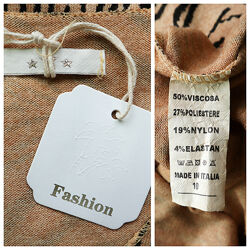 Fashion
50%VISCOSA
27%POLIESTERE
19%NYLON
4%ELASTAN
MADE IN ITALIA
10